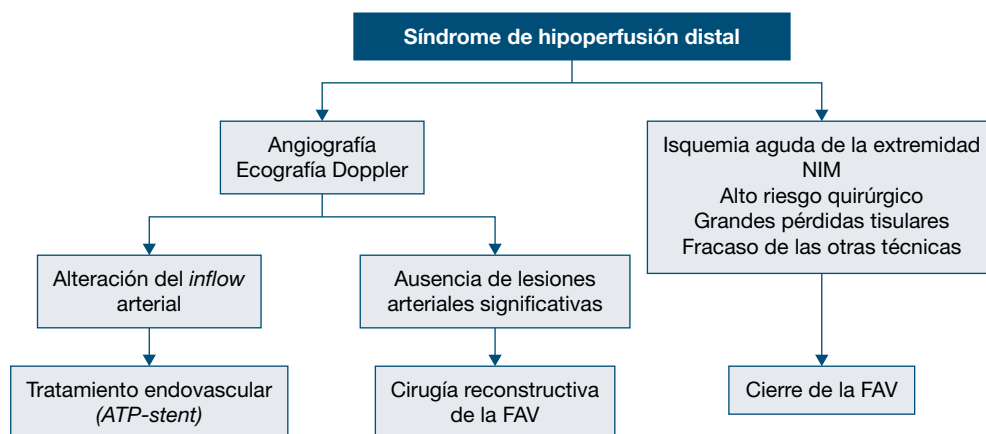 Síndrome de hipoperfusión distal
Angiografía
Ecografía Doppler
Isquemia aguda de la extremidad
NIM
Alto riesgo quirúrgico
Grandes pérdidas tisulares
Fracaso de las otras técnicas
Alteración del inflow
arterial
Ausencia de lesiones
arteriales significativas
Tratamiento endovascular
(ATP-stent)
Cirugía reconstructiva
de la FAV
Cierre de la FAV